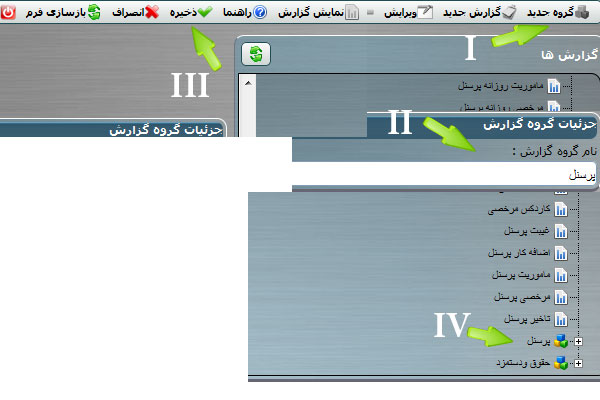 گروه جدید گزارش جدید ویرایش = نمایش گزارش راهنما ذخیره انصراف بازسازی فرم
I
III
گزارش ها
ماموریت روزانه پرسنل
مرخصی روزانه پرسنل
جزئیات گروه گزارش
II
جزئیات گروه گزارش
نام گروه گزارش :
پرسنل
کاردکس مرخصی
غیبت پرسنل
اضافه کار پرسنل
ماموریت پرسنل
مرخصی پرسنل
تاخیر پرسنل
IV
پرسنل
حقوق ودستمزد